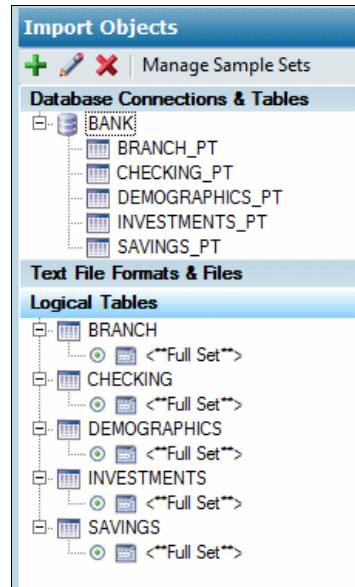 Import Objects
Manage Sample Sets
Database Connections & Tables
BANK
BRANCH_PT
CHECKING_PT
DEMOGRAPHICS_PT
INVESTMENTS_PT
SAVINGS_PT
Text File Formats & Files
Logical Tables
BRANCH
<**Full Set**>
CHECKING
<**Full Set**>
DEMOGRAPHICS
<**Full Set**>
INVESTMENTS
<**Full Set**>
SAVINGS
<**Full Set**>